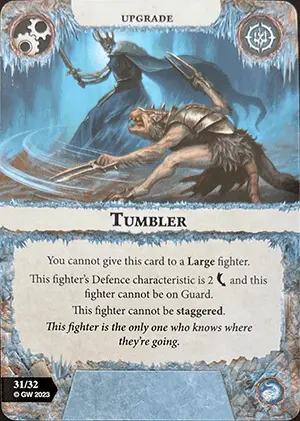 UPGRADE
TUMBLER
You cannot give this card to a Large fighter.
This fighter's Defence characteristic is 2 and this
fighter cannot be on Guard.
This fighter cannot be staggered.
This fighter is the only one who knows where
they're going.
31/32
© GW 2023